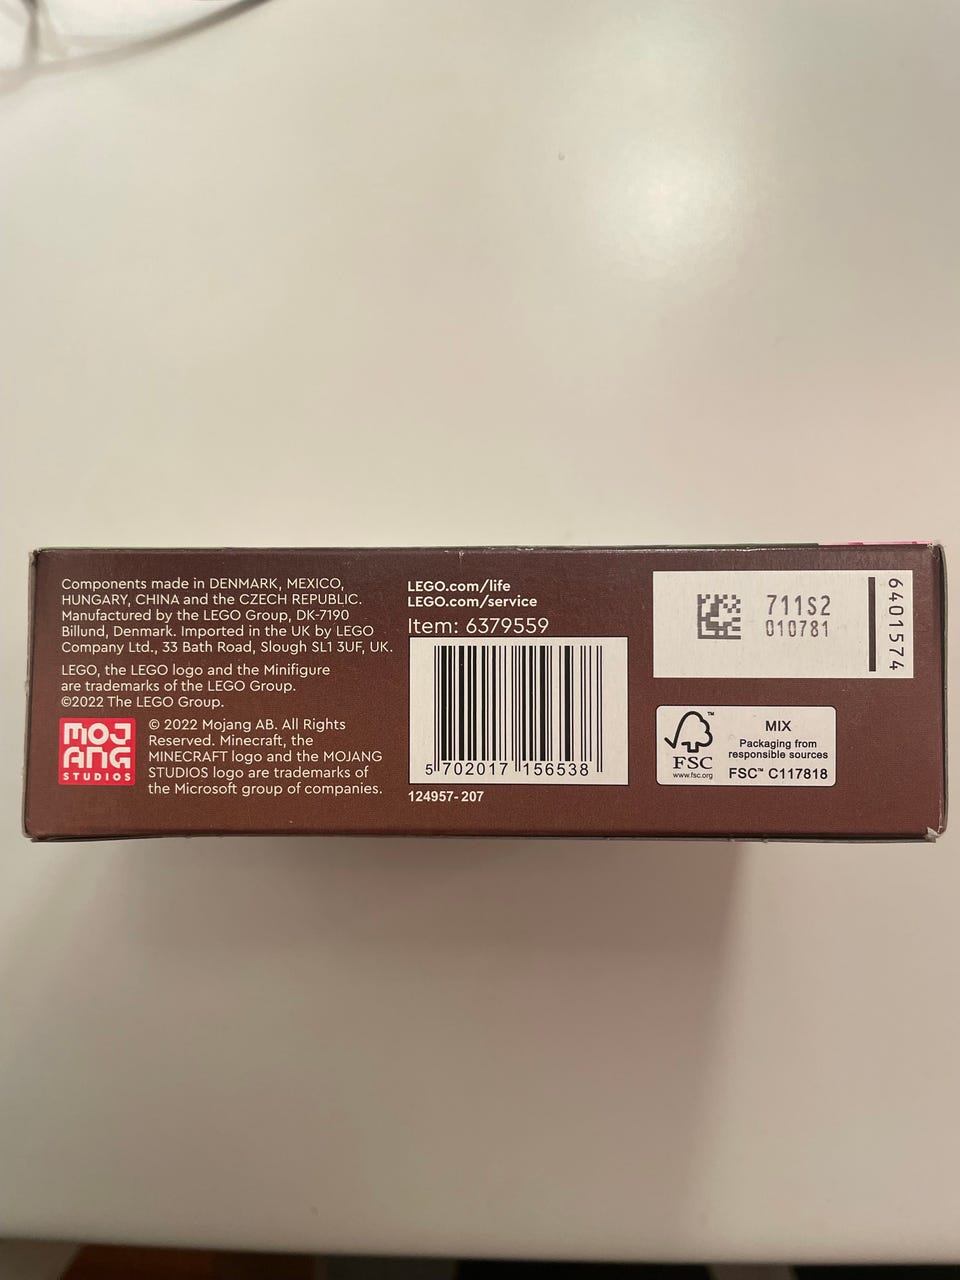 Components made in DENMARK, MEXICO,
HUNGARY, CHINA and the CZECH REPUBLIC.
Manufactured by the LEGO Group, DK-7190
Billund, Denmark. Imported in the UK by LEGO
Company Ltd., 33 Bath Road, Slough SL1 3UF, UK.
LEGO, the LEGO logo and the Minifigure
are trademarks of the LEGO Group.
©2022 The LEGO Group.
MOJ
ANG
STUDIOS
© 2022 Mojang AB. All Rights
Reserved. Minecraft, the
MINECRAFT logo and the MOJANG
STUDIOS logo are trademarks of
the Microsoft group of companies.
LEGO.com/life
LEGO.com/service
Item: 6379559
5 702017 156538
124957-207
711S2
010781
6401574
FSC
www.fsc.org
™
MIX
Packaging from
responsible sources
FSC™ C117818